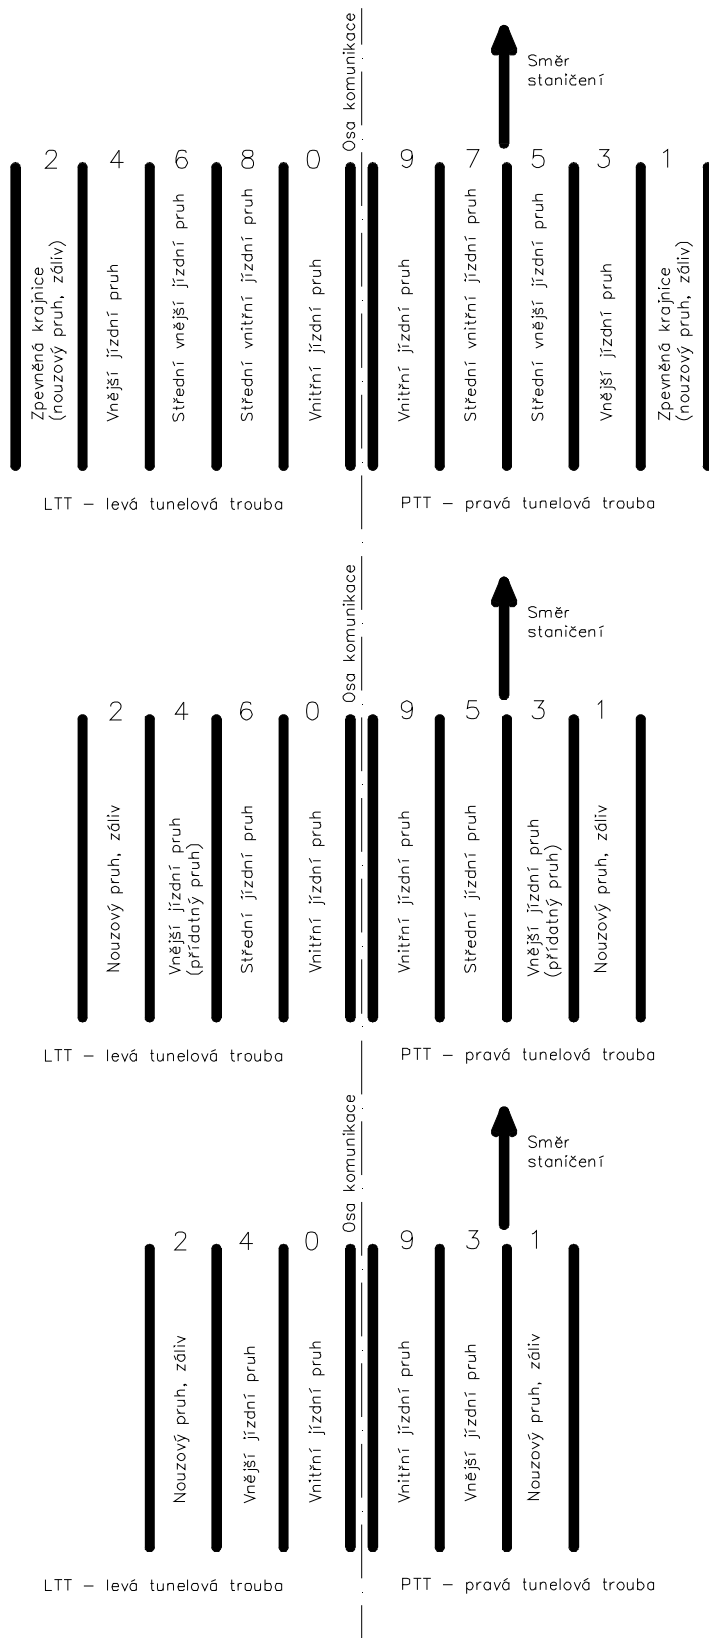 Osa komunikace
Směr
staničení
2 4 6 8 0 9 7 5 3 1
Zpevněná krajnice
(nouzový pruh, záliv)
Vnější jízdní pruh
Střední vnější jízdní pruh
Střední vnitřní jízdní pruh
Vnitřní jízdní pruh
Vnitřní jízdní pruh
Střední vnitřní jízdní pruh
Střední vnější jízdní pruh
Vnější jízdní pruh
Zpevněná krajnice
(nouzový pruh, záliv)
LTT – levá tunelová trouba
PTT – pravá tunelová trouba
Osa komunikace
Směr
staničení
2 4 6 0 9 5 3 1
Nouzový pruh, záliv
Vnější jízdní pruh
(přídatný pruh)
Střední jízdní pruh
Vnitřní jízdní pruh
Vnitřní jízdní pruh
Střední jízdní pruh
Vnější jízdní pruh
(přídatný pruh)
Nouzový pruh, záliv
LTT – levá tunelová trouba
PTT – pravá tunelová trouba
Osa komunikace
Směr
staničení
2 4 0 9 3 1
Nouzový pruh, záliv
Vnější jízdní pruh
Vnitřní jízdní pruh
Vnitřní jízdní pruh
Vnější jízdní pruh
Nouzový pruh, záliv
LTT – levá tunelová trouba
PTT – pravá tunelová trouba